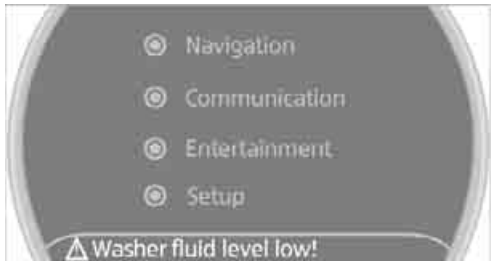 Navigation
Communication
Entertainment
Setup
Washer fluid level low!